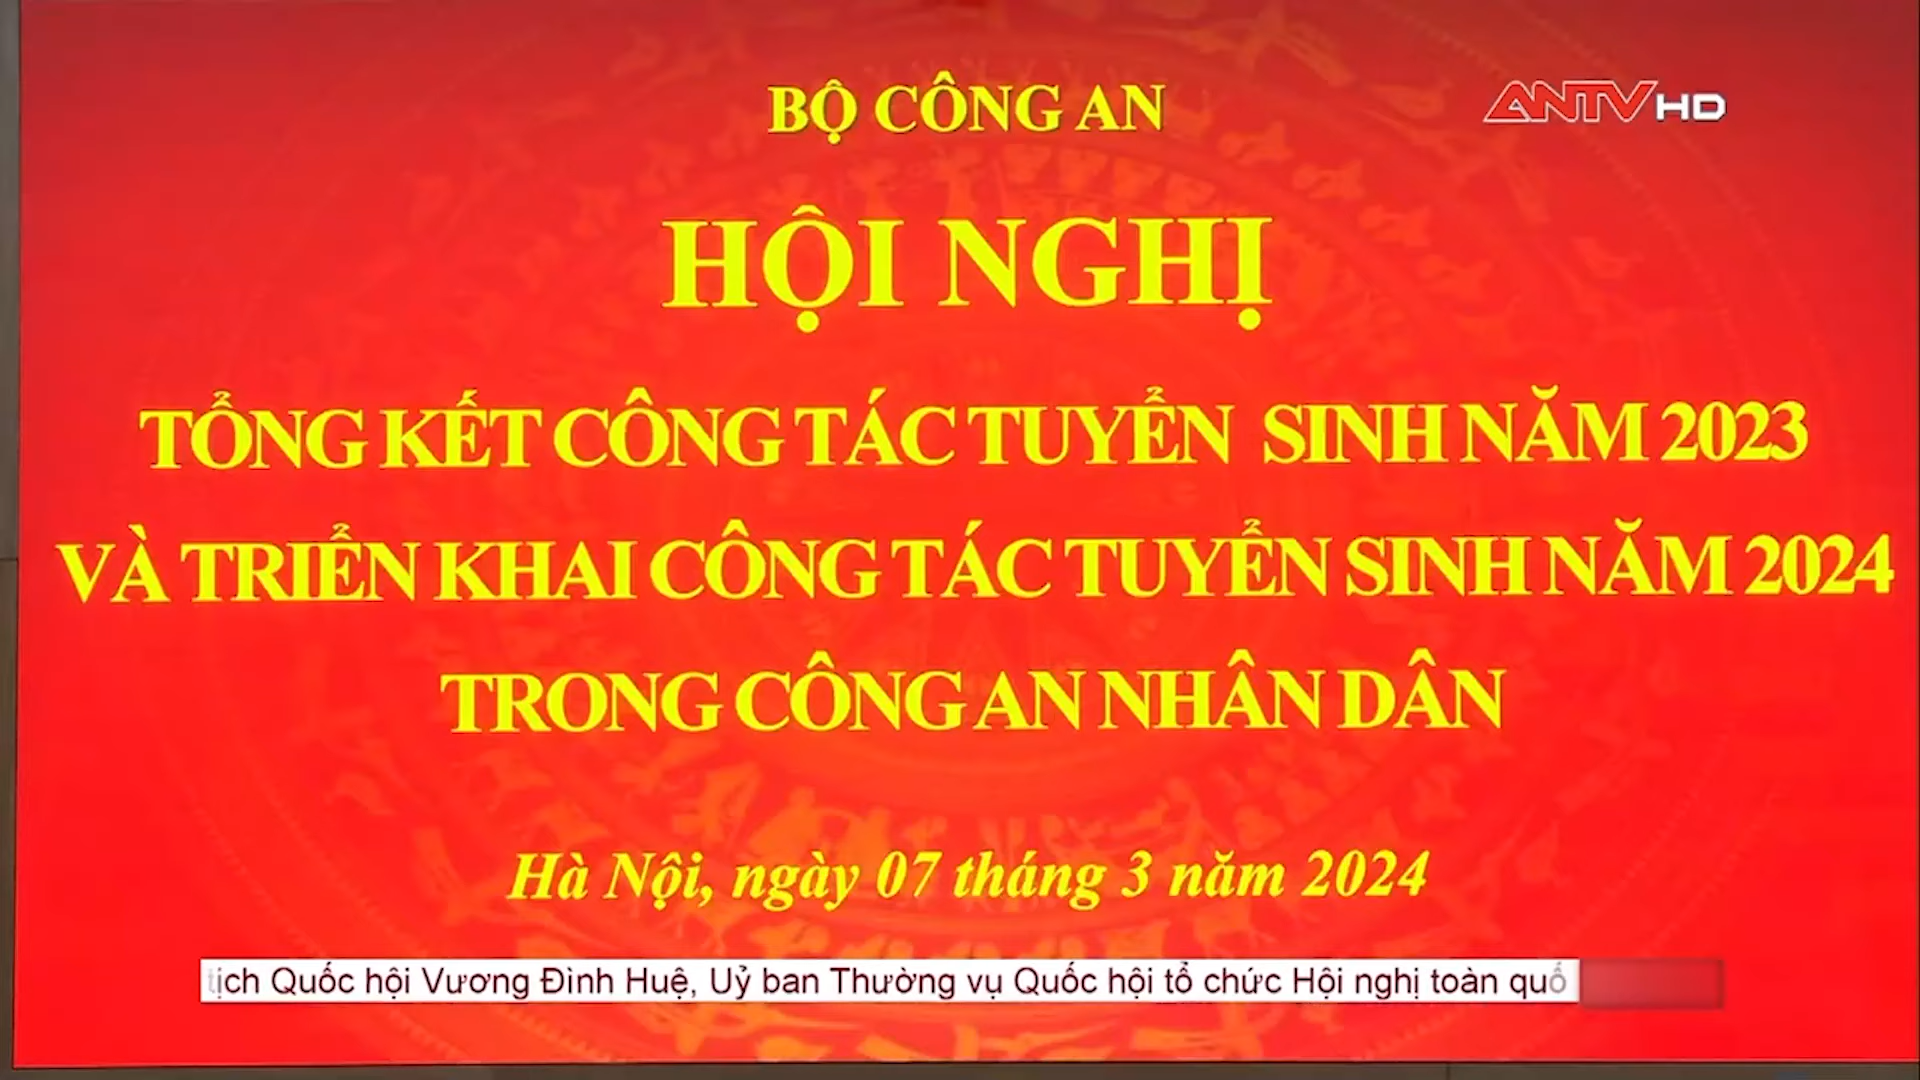 BỘ CÔNG AN
ANTV HD
HỘI NGHỊ
TỔNG KẾT CÔNG TÁC TUYỂN SINH NĂM 2023
VÀ TRIỂN KHAI CÔNG TÁC TUYỂN SINH NĂM 2024
TRONG CÔNG AN NHÂN DÂN
Hà Nội, ngày 07 tháng 3 năm 2024
tịch Quốc hội Vương Đình Huệ, Uỷ ban Thường vụ Quốc hội tổ chức Hội nghị toàn quố